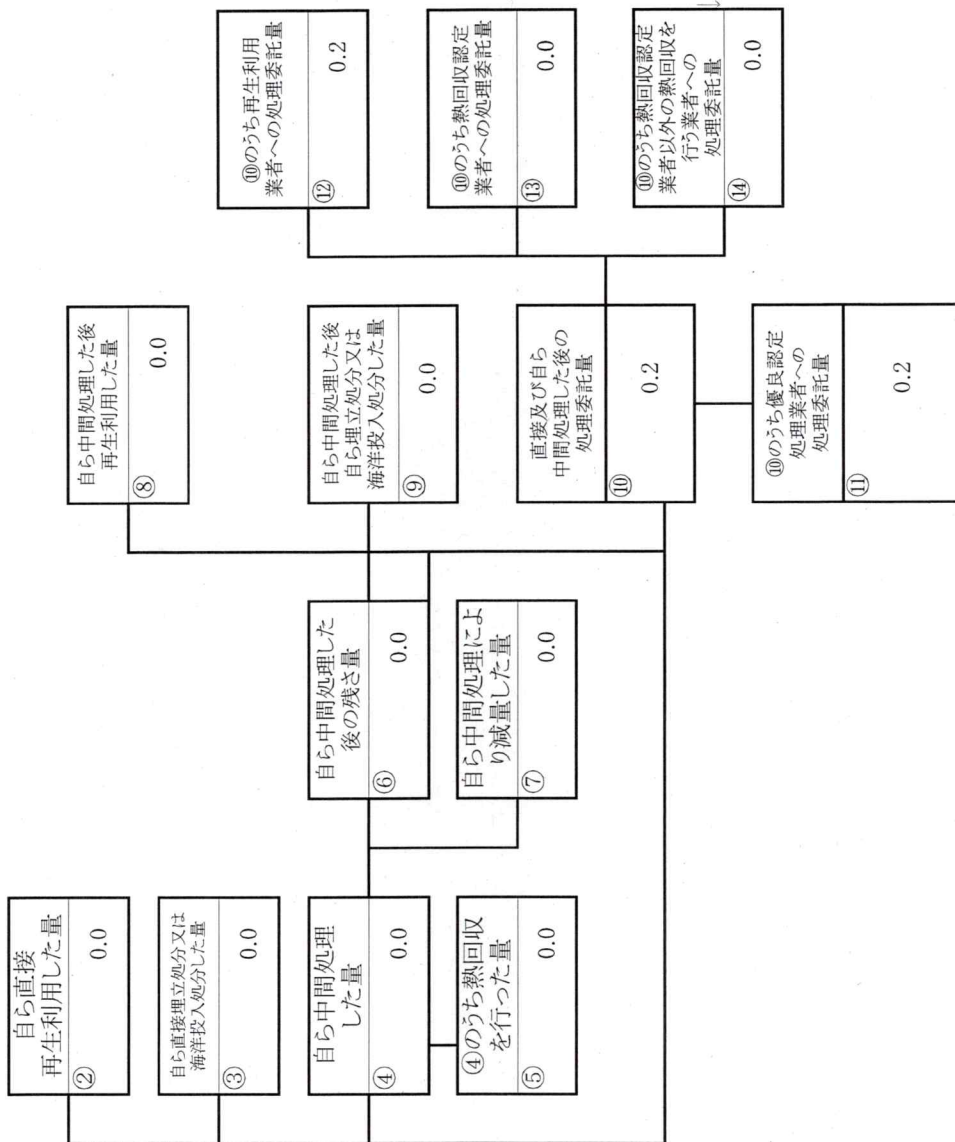 自ら直接
再生利用した量
②
0.0
自ら直接埋立処分又は
海洋投入処分した量
③
0.0
自ら中間処理
した量
④
0.0
④のうち熱回収
を行った量
⑤
0.0
自ら中間処理した
後の残さ量
⑥
0.0
自ら中間処理によ
り減量した量
⑦
0.0
自ら中間処理した後
再生利用した量
⑧
0.0
自ら中間処理した後
自ら埋立処分又は
海洋投入処分した量
⑨
0.0
直接及び自ら
中間処理した後の
処理委託量
⑩
0.2
⑩のうち優良認定
処理業者への
処理委託量
⑪
0.2
⑩のうち再生利用
業者への処理委託量
⑫
0.2
⑩のうち熱回収認定
業者への処理委託量
⑬
0.0
⑩のうち熱回収認定
業者以外の熱回収を
行う業者への
処理委託量
⑭
0.0